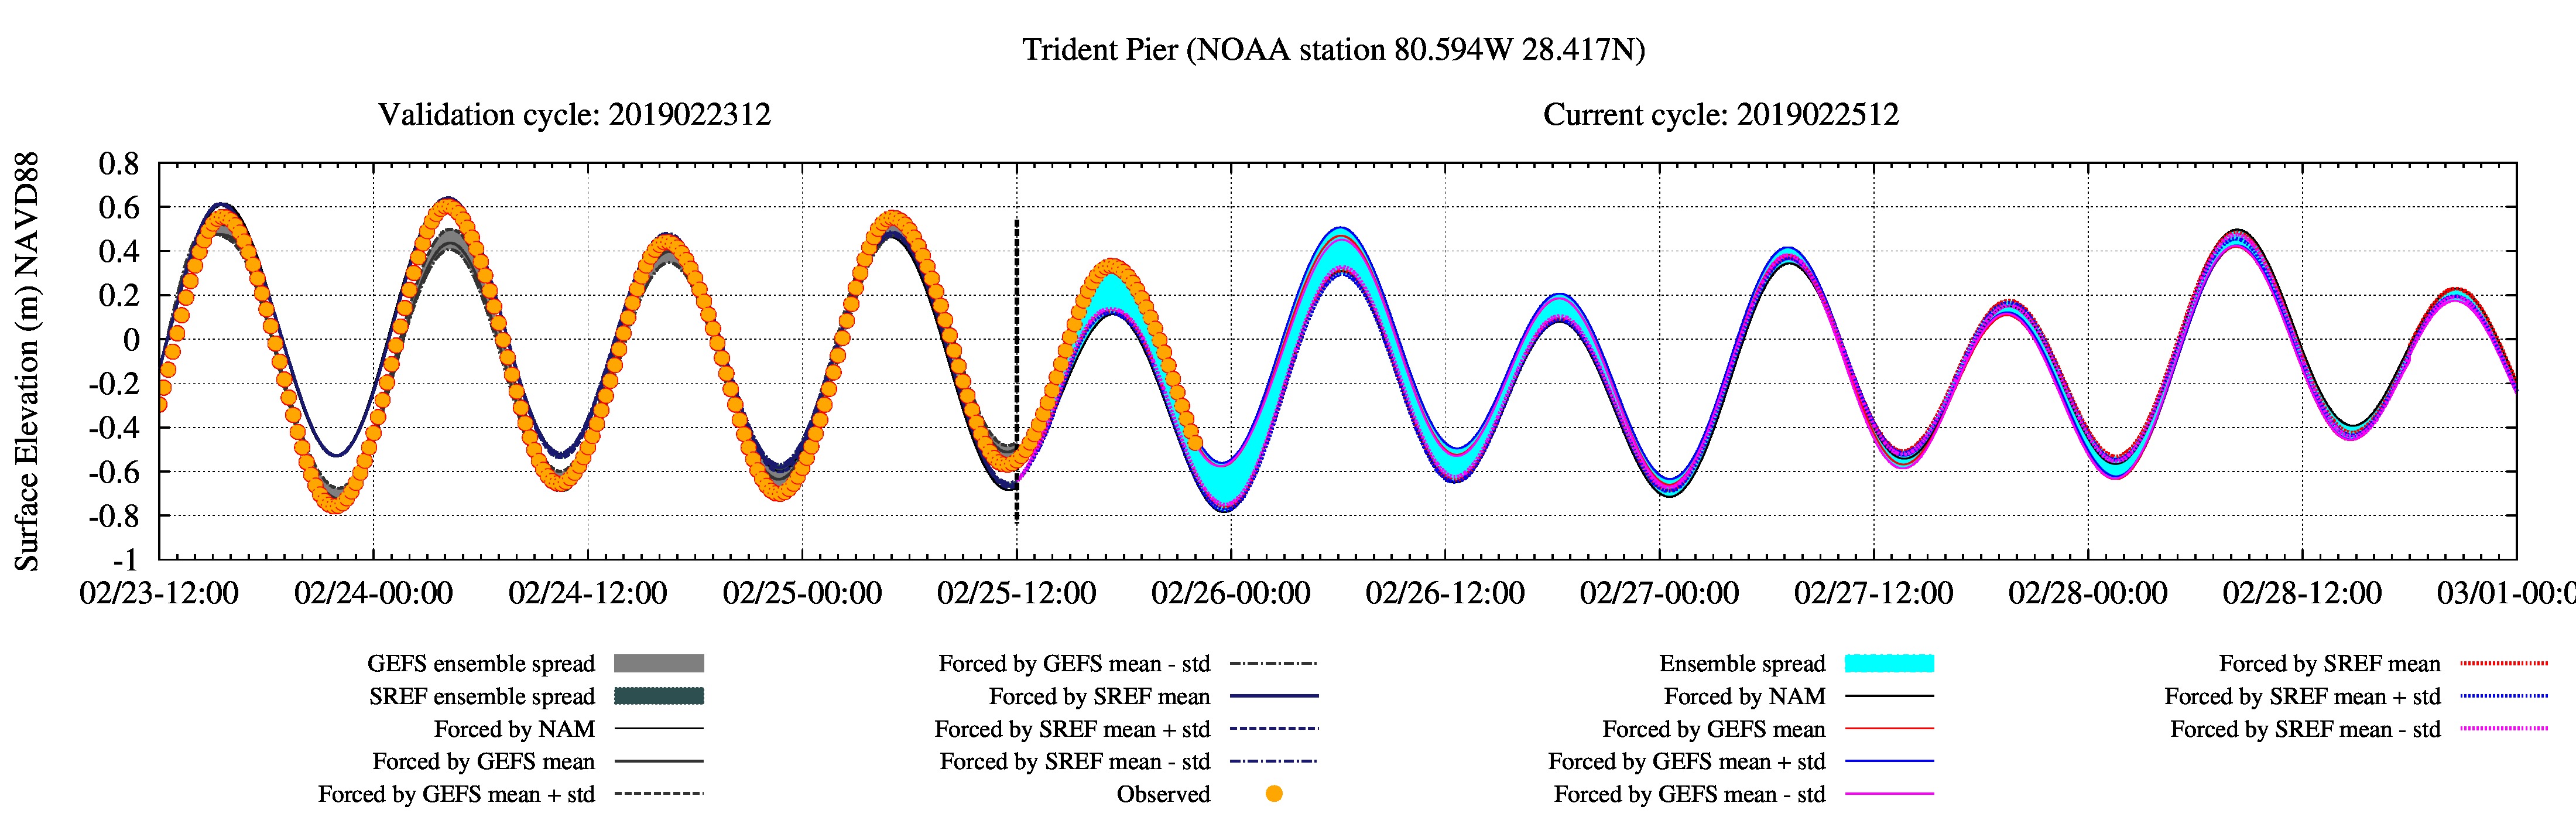 Trident Pier (NOAA station 80.594W 28.417N)
Validation cycle: 2019022312
Current cycle: 2019022512
Surface Elevation (m) NAVD88
0.8
0.6
0.4
0.2
0
-0.2
-0.4
-0.6
-0.8
-1
02/23-12:00 02/24-00:00 02/24-12:00 02/25-00:00 02/25-12:00 02/26-00:00 02/26-12:00 02/27-00:00 02/27-12:00 02/28-00:00 02/28-12:00 03/01-00:0
GEFS ensemble spread
SREF ensemble spread
Forced by NAM
Forced by GEFS mean
Forced by GEFS mean + std
Forced by GEFS mean - std
Forced by SREF mean
Forced by SREF mean + std
Forced by SREF mean - std
Observed
Ensemble spread
Forced by NAM
Forced by GEFS mean
Forced by GEFS mean + std
Forced by GEFS mean - std
Forced by SREF mean
Forced by SREF mean + std
Forced by SREF mean - std